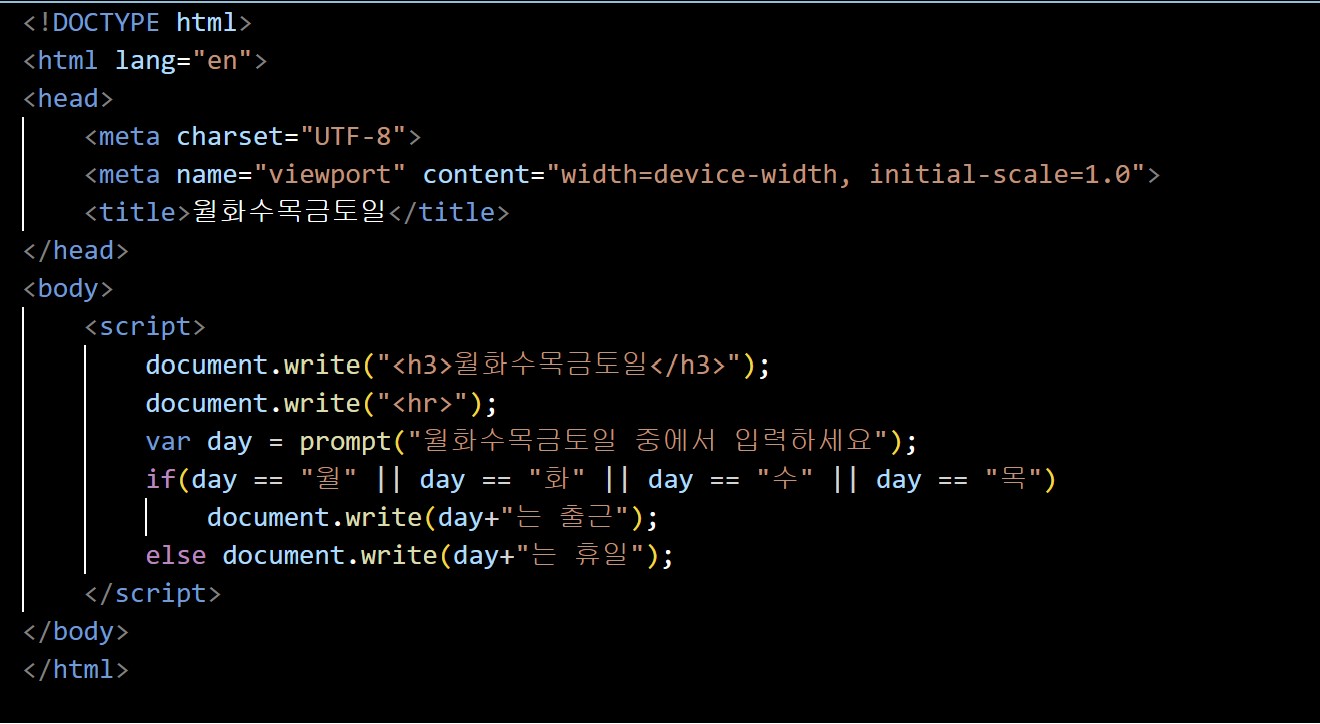 <!DOCTYPE html>
<html lang="en">
<head>
    <meta charset="UTF-8">
    <meta name="viewport" content="width=device-width, initial-scale=1.0">
    <title>월화수목금토일</title>
</head>
<body>
    <script>
        document.write("<h3>월화수목금토일</h3>");
        document.write("<hr>");
        var day = prompt("월화수목금토일 중에서 입력하세요");
        if(day == "월" || day == "화" || day == "수" || day == "목")
            document.write(day+"는 출근");
        else document.write(day+"는 휴일");
    </script>
</body>
</html>